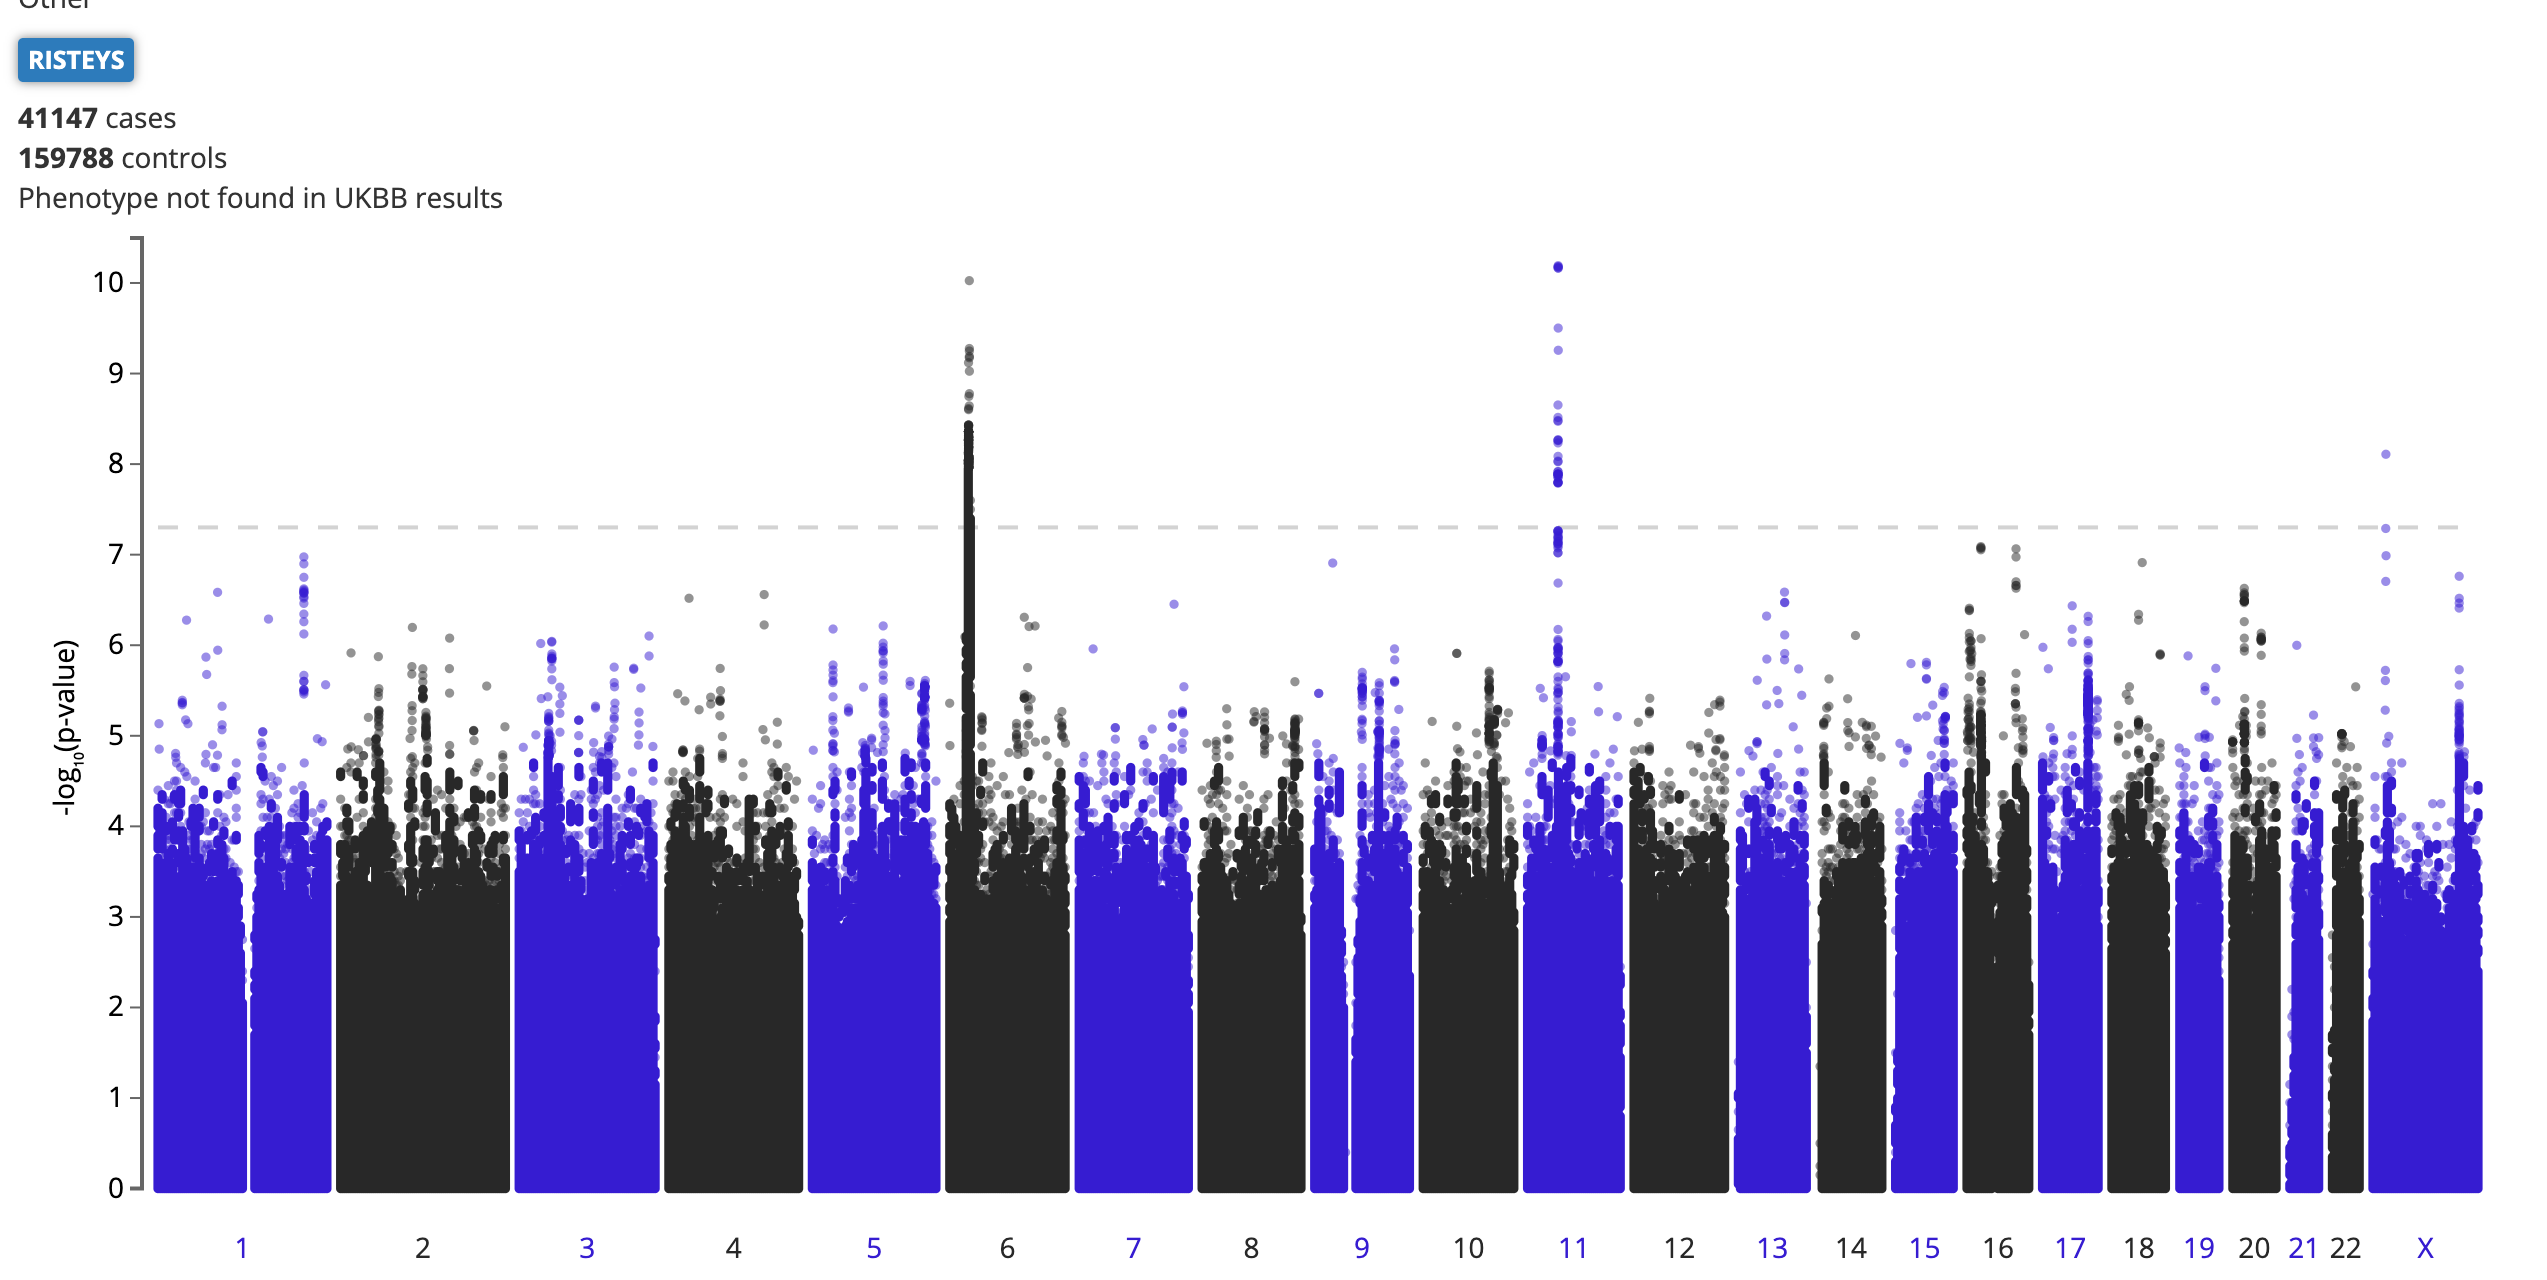 Other
RISTEYS
41147 cases
159788 controls
Phenotype not found in UKBB results
10
9
8
7
6
5
4
3
2
1
0
-log10(p-value)
1 2 3 4 5 6 7 8 9 10 11 12 13 14 15 16 17 18 19 20 21 22 X